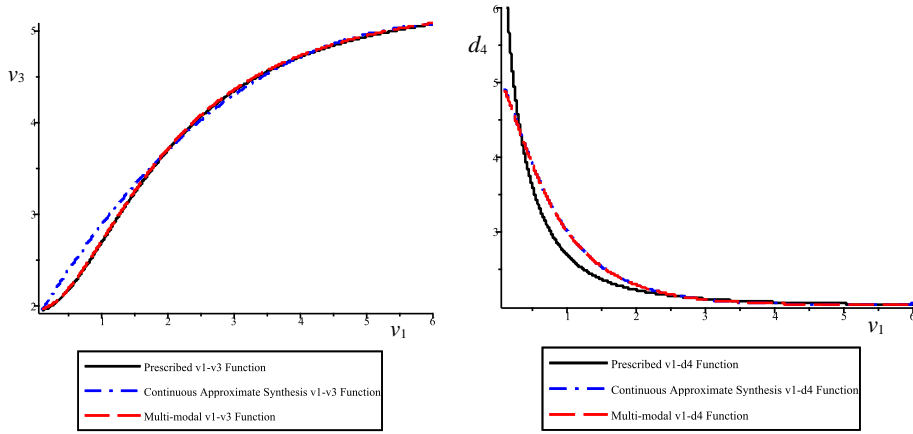 5
v3
4
3
2
1
2
3
4
5
6
v1
Prescribed v1-v3 Function
Continuous Approximate Synthesis v1-v3 Function
Multi-modal v1-v3 Function
6
d4
5
4
3
1
2
3
4
5
6
v1
Prescribed v1-d4 Function
Continuous Approximate Synthesis v1-d4 Function
Multi-modal v1-d4 Function